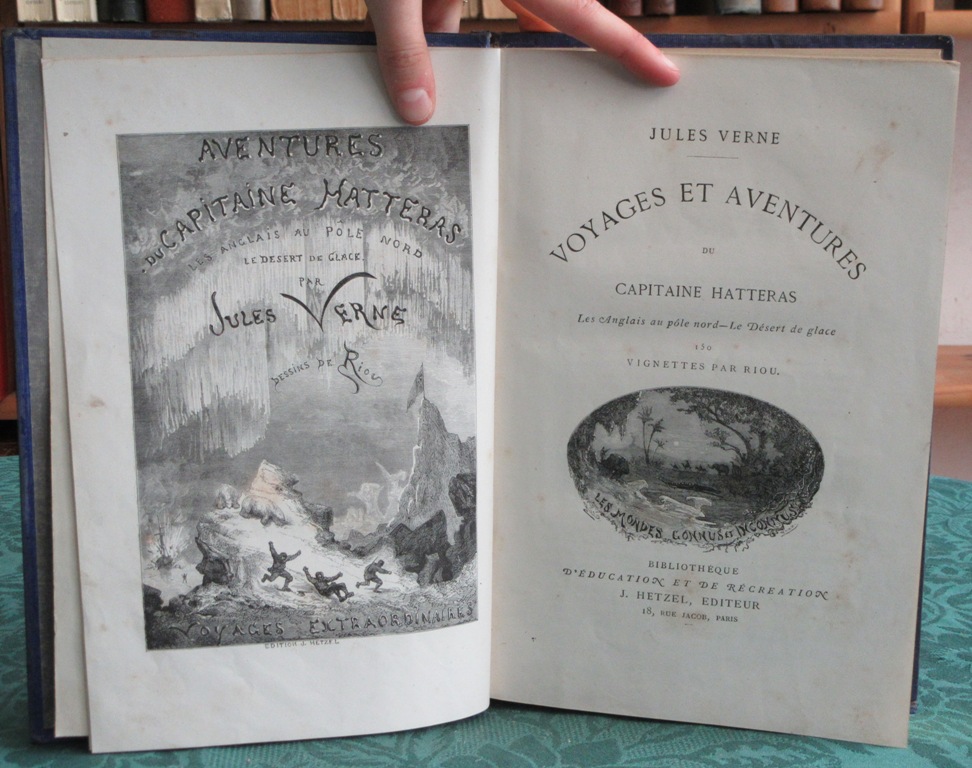 AVENTURES
DU CAPITAINE HATTERAS
LES ANGLAIS AU PÔLE NORD
LE DESERT DE GLACE.
PAR
JULES VERNE
DESSINS DE RIOU
VOYAGES EXTRAORDINAIRES
EDITION J. HETZEL
JULES VERNE
VOYAGES ET AVENTURES
DU
CAPITAINE HATTERAS
Les Anglais au pôle nord—Le Désert de glace
150
VIGNETTES PAR RIOU.
LES MONDES CONNUS ET INCONNUS
BIBLIOTHÈQUE
D'ÉDUCATION ET DE RÉCRÉATION
J. HETZEL, EDITEUR
18, RUE JACOB, PARIS